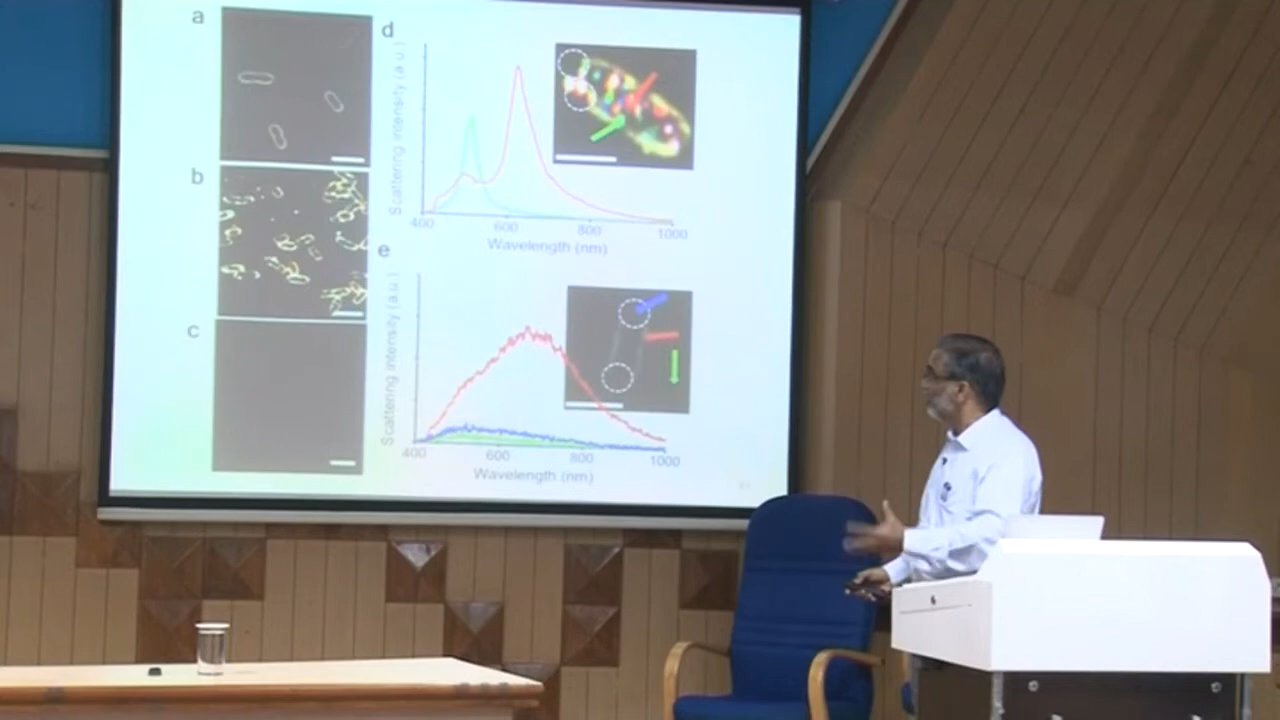 a
b
c
d
Scattering intensity (a.u.)
400 600 800 1000
Wavelength (nm)
e
Scattering intensity (a.u.)
400 600 800 1000
Wavelength (nm)